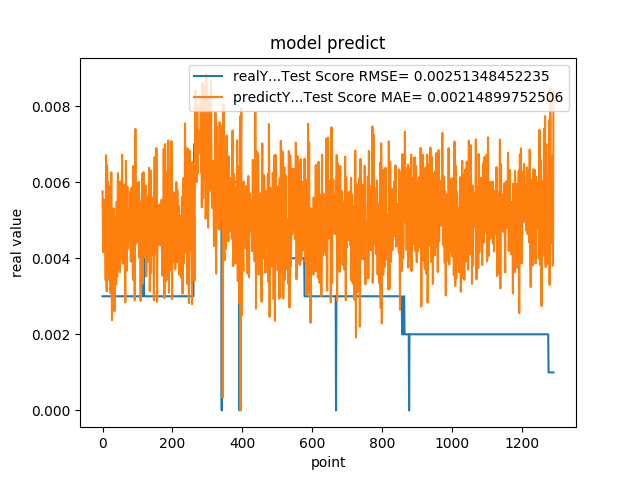 model predict
realY...Test Score RMSE= 0.00251348452235
predictY...Test Score MAE= 0.00214899752506
0.008
0.006
0.004
0.002
0.000
real value
0 200 400 600 800 1000 1200
point